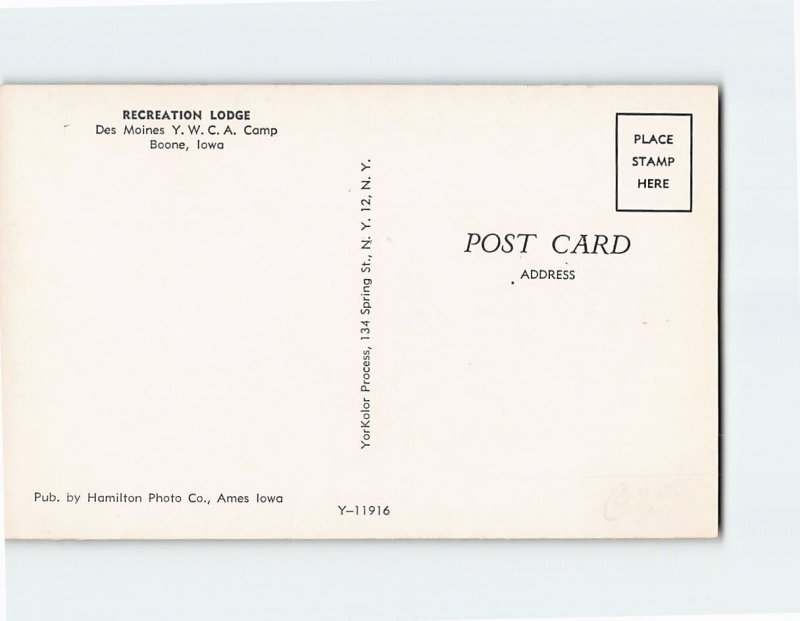 RECREATION LODGE
Des Moines Y. W. C. A. Camp
Boone, Iowa
YorKolor Process, 134 Spring St., N. Y. 12, N. Y.
PLACE
STAMP
HERE
POST CARD
ADDRESS
Pub. by Hamilton Photo Co., Ames Iowa
Y—11916